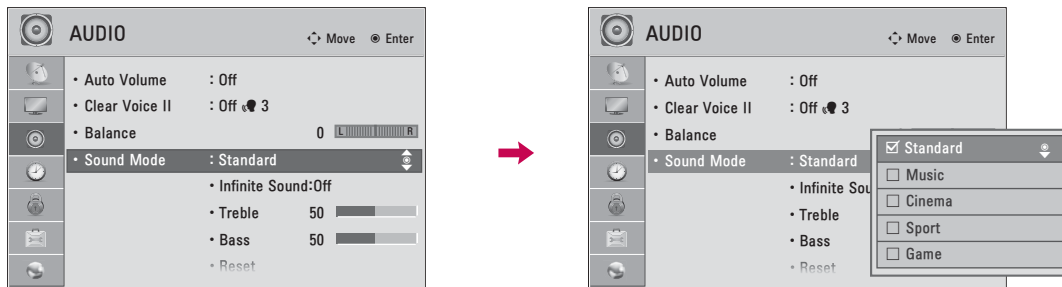 AUDIO
Move Enter
• Auto Volume : Off
• Clear Voice II : Off 3
• Balance 0 L R
• Sound Mode : Standard
• Infinite Sound:Off
• Treble 50
• Bass 50
• Reset
AUDIO
Move Enter
• Auto Volume : Off
• Clear Voice II : Off 3
• Balance
• Sound Mode : Standard
• Infinite Sou
• Treble
• Bass
• Reset
☑ Standard
☐ Music
☐ Cinema
☐ Sport
☐ Game